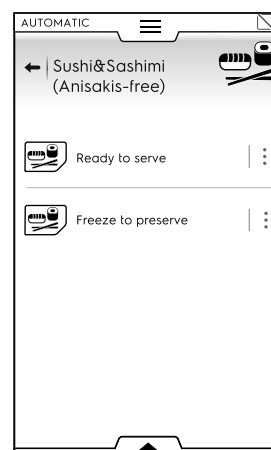 AUTOMATIC
Sushi&Sashimi
(Anisakis-free)
Ready to serve
Freeze to preserve